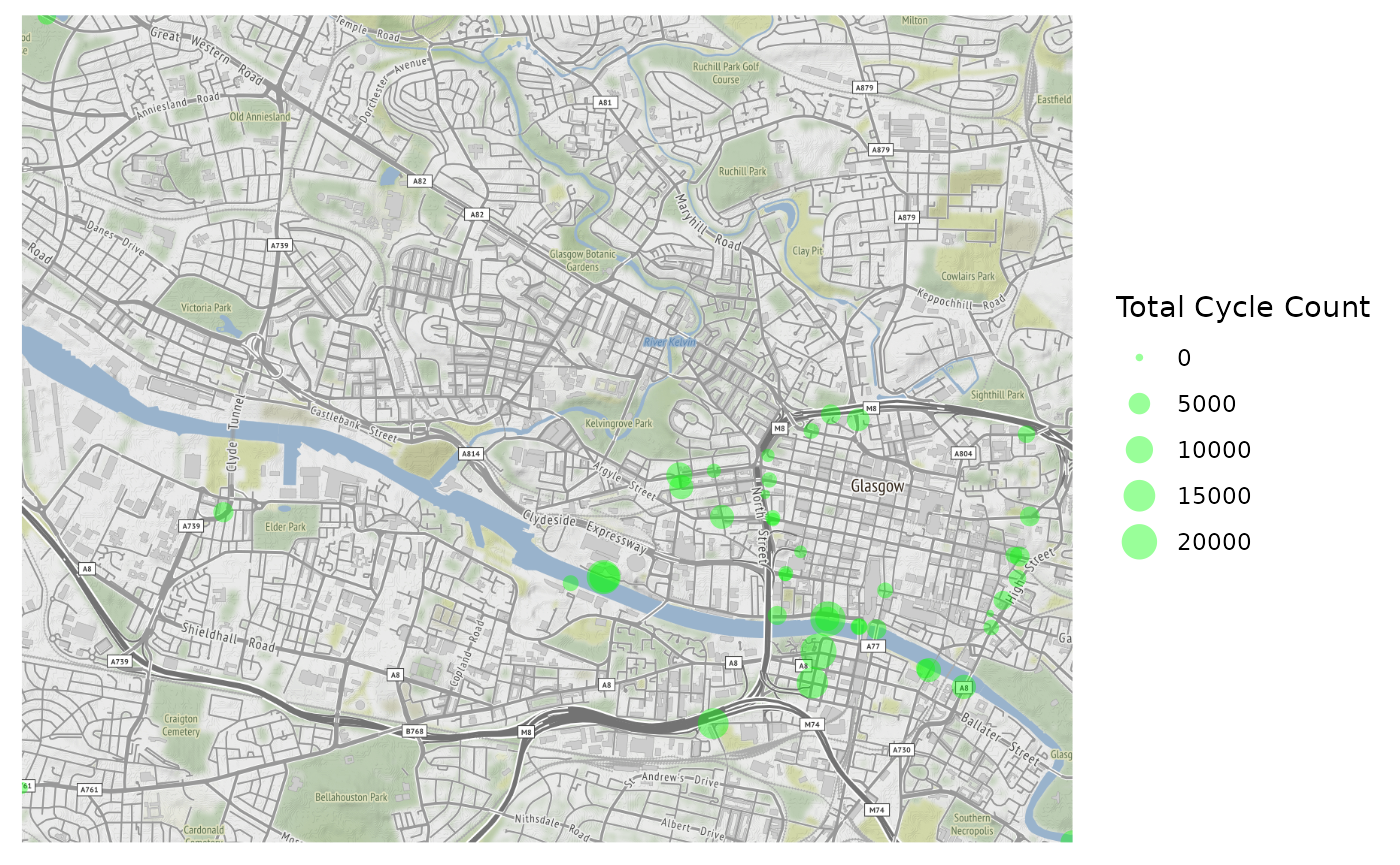 Great Western Road
Temple Road
Milton
Anniesland Road
Dorchester Avenue
Ruchill Park Golf
Course
A879
A81
Eastfield
Old Anniesland
A879
A82
Ruchill Park
A82
A879
Maryhill Road
Danes Drive
Road
A739
Clay Pit
Glasgow Botanic
Gardens
Cowlairs Park
Keppochhill Road
Victoria Park
River Kelvin
Total Cycle Count
0
5000
10000
15000
20000
Sighthill Park
M8
M8
Castlebank Street
Kelvingrove Park
Clyde Tunnel
A814
A804
Argyle Street
Glasgow
North Street
A739
Elder Park
Clydeside Expressway
A8
High Street
Shieldhall Road
Copland Road
A77
A739
A8
A8
A8
A8
A8
Craigton
Cemetery
B768
M8
M74
Ballater Street
A730
A761
St Andrew's Drive
Bellahouston Park
M74
Nithsdale Road
Albert Drive
Southern
Necropolis
Cardonald